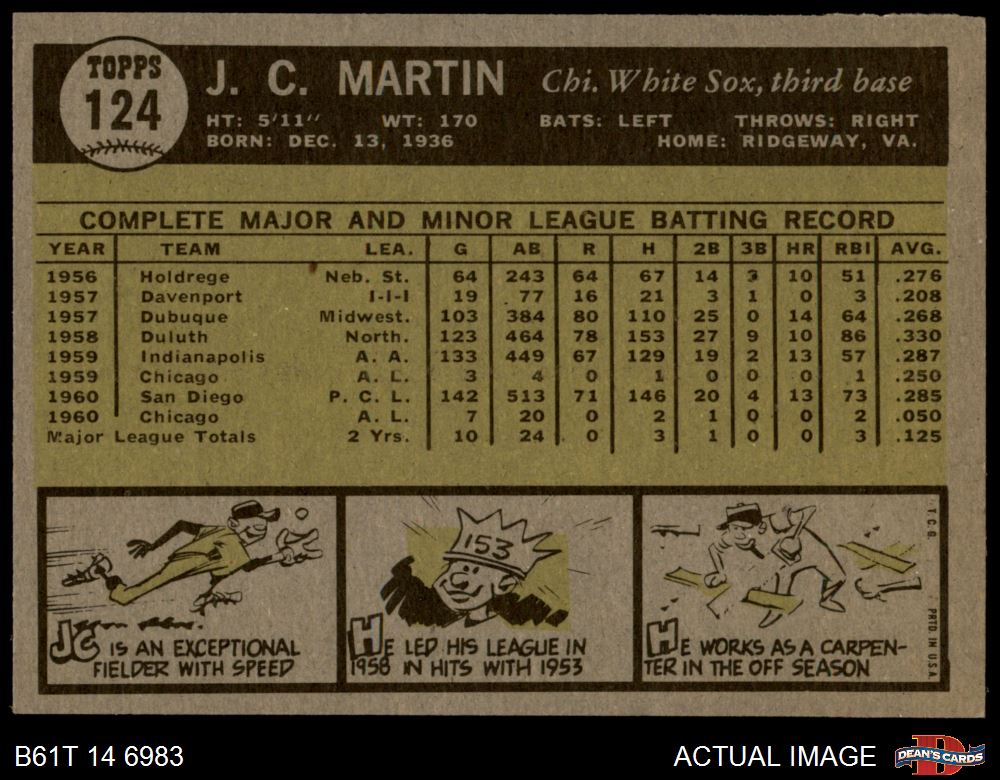 TOPPS
124
J. C. MARTIN Chi. White Sox, third base
HT: 5'11'' WT: 170 BATS: LEFT THROWS: RIGHT
BORN: DEC. 13, 1936 HOME: RIDGEWAY, VA.
COMPLETE MAJOR AND MINOR LEAGUE BATTING RECORD
YEAR TEAM LEA. G AB R H 2B 3B HR RBI AVG.
1956 Holdrege Neb. St. 64 243 64 67 14 3 10 51 .276
1957 Davenport I-I-I 19 77 16 21 3 1 0 3 .208
1957 Dubuque Midwest. 103 384 80 110 25 0 14 64 .268
1958 Duluth North. 123 464 78 153 27 9 10 86 .330
1959 Indianapolis A. A. 133 449 67 129 19 2 13 57 .287
1959 Chicago A. L. 3 4 0 1 0 0 0 1 .250
1960 San Diego P. C. L. 142 513 71 146 20 4 13 73 .285
1960 Chicago A. L. 7 20 0 2 1 0 0 2 .050
Major League Totals 2 Yrs. 10 24 0 3 1 0 0 3 .125
JC IS AN EXCEPTIONAL
FIELDER WITH SPEED
153
HE LED HIS LEAGUE IN
1958 IN HITS WITH 1953
HE WORKS AS A CARPEN-
TER IN THE OFF SEASON
T.C.G. PRTD IN U.S.A.
B61T 14 6983 ACTUAL IMAGE
D
DEAN'S CARDS